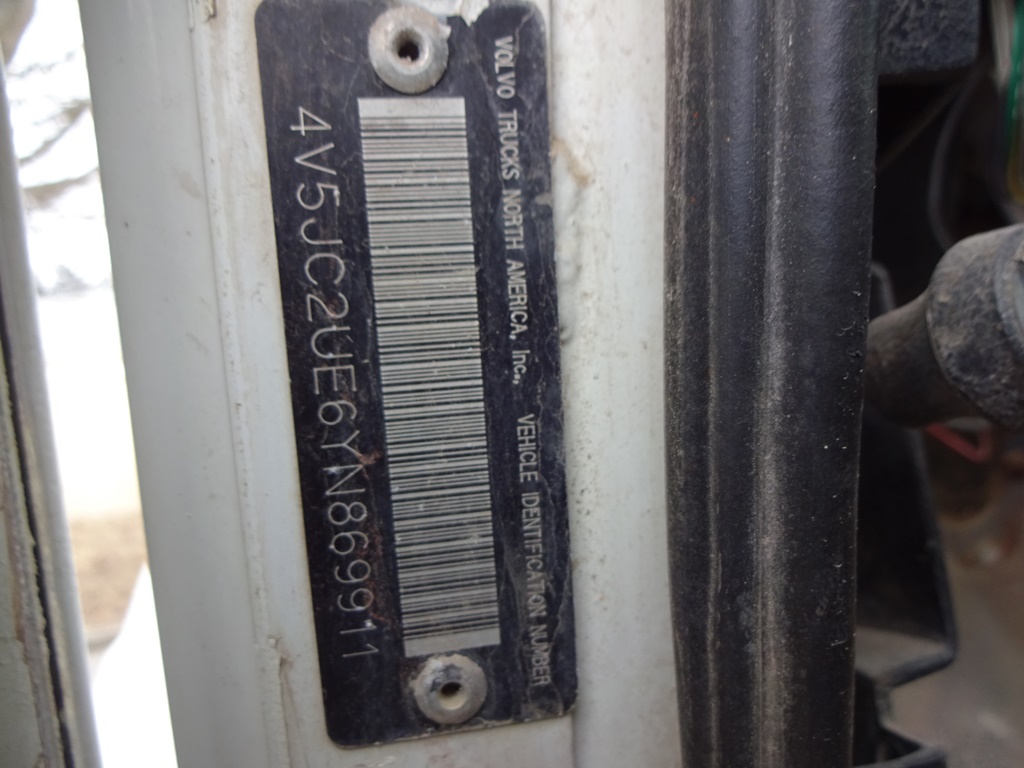 VOLVO TRUCKS NORTH AMERICA, Inc., VEHICLE IDENTIFICATION NUMBER
4V5JC2UE6YN869911